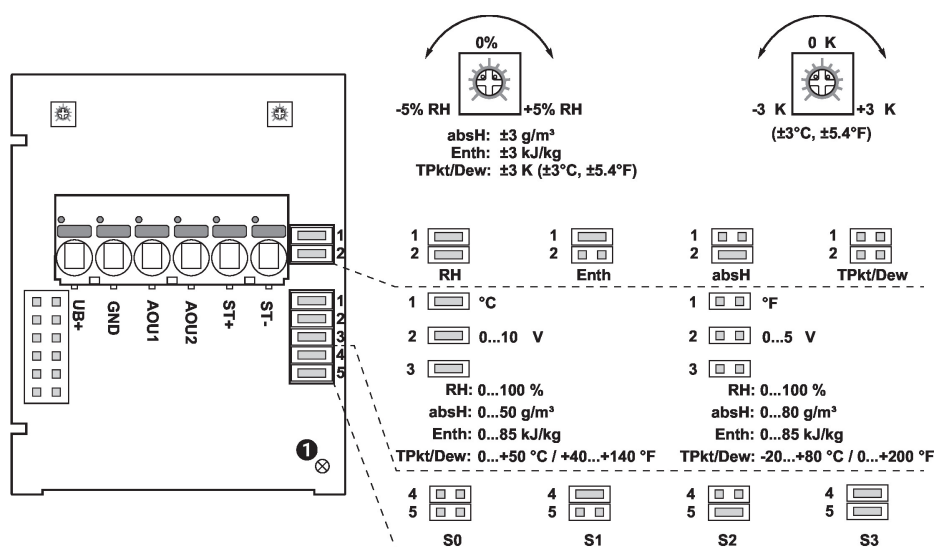 0%
-5% RH +5% RH
absH: ±3 g/m³
Enth: ±3 kJ/kg
TPkt/Dew: ±3 K (±3°C, ±5.4°F)
0 K
-3 K +3 K
(±3°C, ±5.4°F)
1
2
UB+
GND
AOU1
AOU2
ST+
ST-
1
2
3
4
5
1
1 2 RH
1 2 Enth
1 2 absH
1 2 TPkt/Dew
1 °C
2 0...10 V
3
RH: 0...100 %
absH: 0...50 g/m³
Enth: 0...85 kJ/kg
TPkt/Dew: 0...+50 °C / +40...+140 °F
1 °F
2 0...5 V
3
RH: 0...100 %
absH: 0...80 g/m³
Enth: 0...85 kJ/kg
TPkt/Dew: -20...+80 °C / 0...+200 °F
4 5 S0
4 5 S1
4 5 S2
4 5 S3